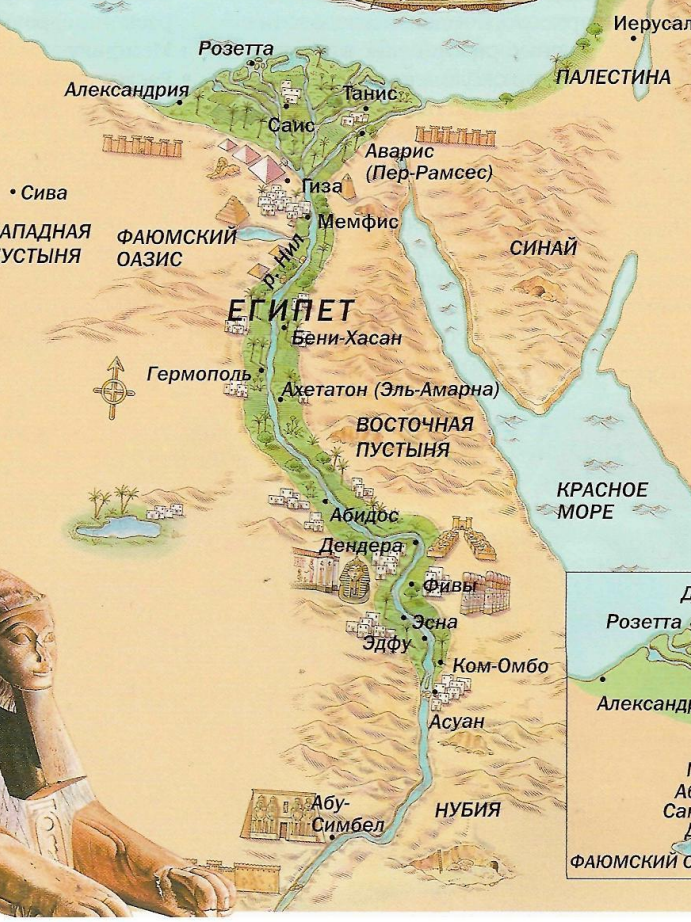 Иерусал
Розетта
ПАЛЕСТИНА
Александрия
Танис
Саис
Аварис
(Пер-Рамсес)
Гиза
• Сива
Мемфис
АПАДНАЯ
УСТЫНЯ
ФАЮМСКИЙ
ОАЗИС
р. Нил
СИНАЙ
ЕГИПЕТ
Бени-Хасан
Гермополь
Ахетатон (Эль-Амарна)
ВОСТОЧНАЯ
ПУСТЫНЯ
КРАСНОЕ
МОРЕ
Абидос
Дендера
Фивы
Эсна
Эдфу
Ком-Омбо
Асуан
Абу-
Симбел
НУБИЯ
Розетта
Александр
Аб
Сак
ФАЮМСКИЙ О